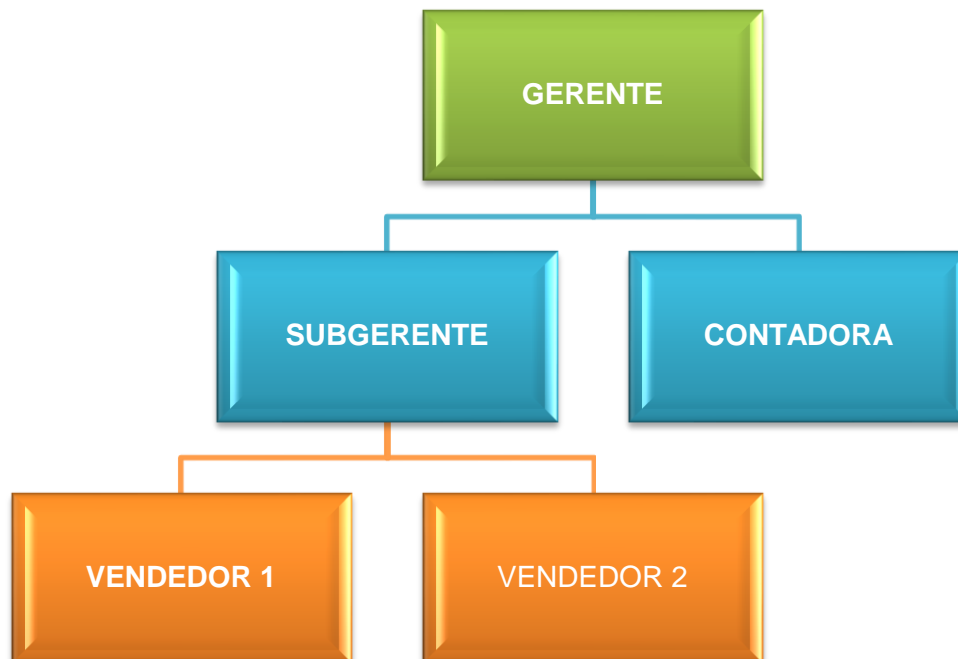 GERENTE
SUBGERENTE
CONTADORA
VENDEDOR 1
VENDEDOR 2